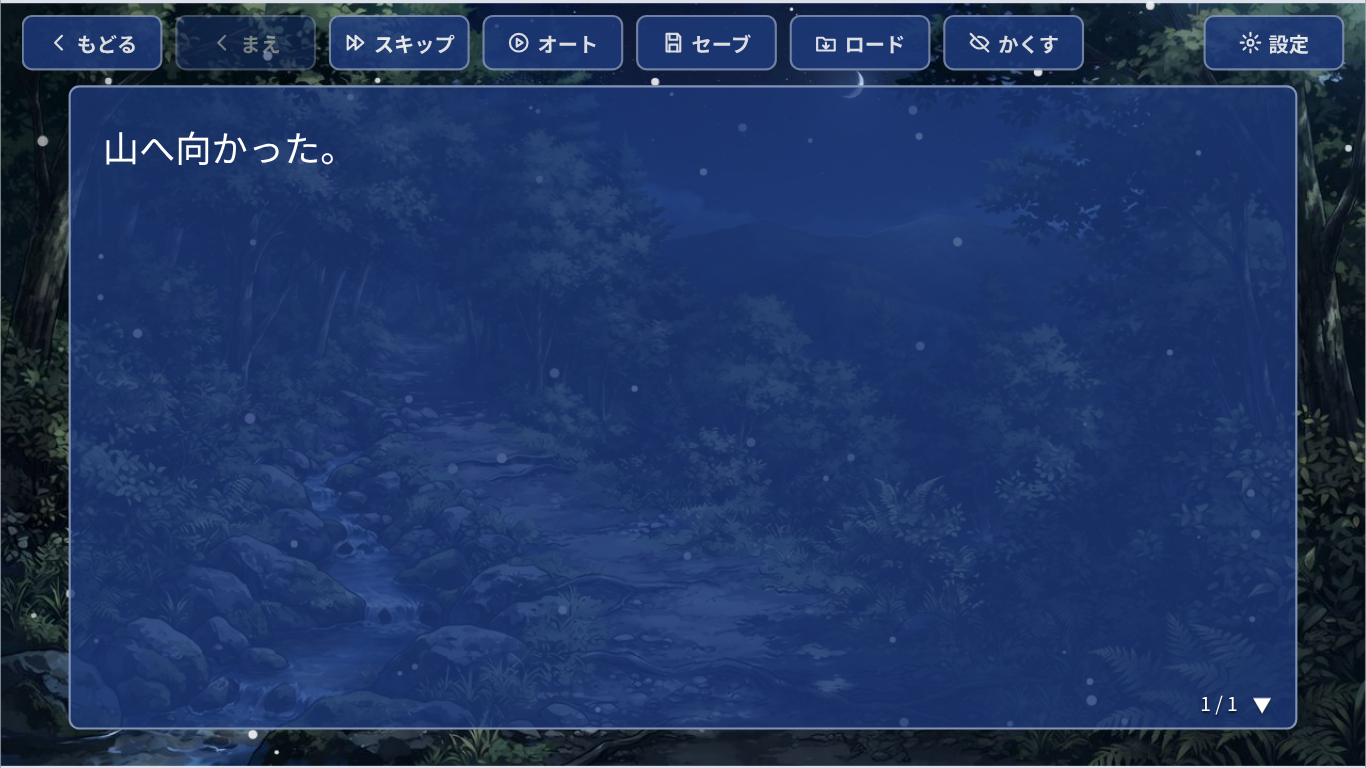 もどる
まえ
スキップ
オート
セーブ
ロード
かくす
設定
山へ向かった。
1/1 ▼